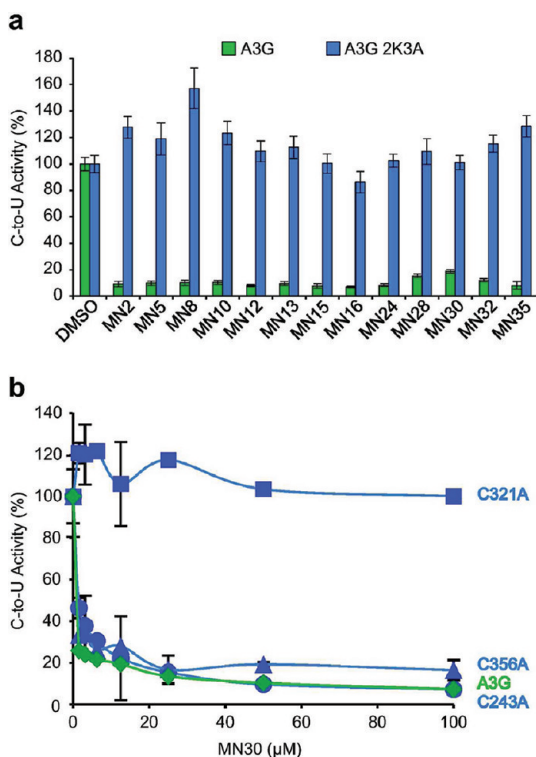 a
A3G A3G 2K3A
180
160
140
120
100
80
60
40
20
0
C-to-U Activity (%)
DMSO MN2 MN5 MN8 MN10 MN12 MN13 MN15 MN16 MN24 MN28 MN30 MN32 MN35
b
140
120
100
80
60
40
20
0
C-to-U Activity (%)
C321A
C356A
A3G
C243A
0 20 40 60 80 100
MN30 (μM)